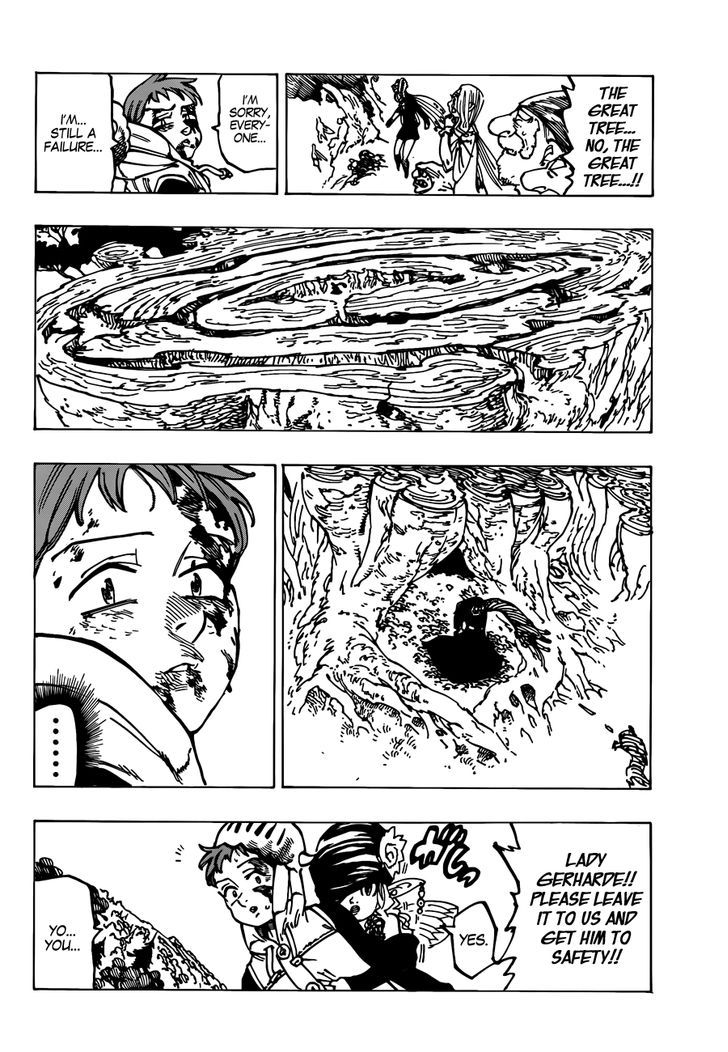 THE
GREAT
TREE...
NO, THE
GREAT
TREE...!!
I'M
SORRY,
EVERY-
ONE...
I'M...
STILL A
FAILURE...
......
LADY
GERHARDE!!
PLEASE LEAVE
IT TO US AND
GET HIM TO
SAFETY!!
YES.
YO...
YOU...